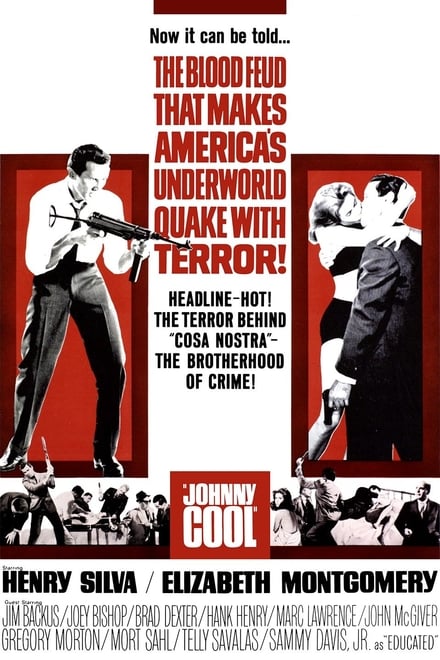 Now it can be told...
THE BLOOD FEUD
THAT MAKES
AMERICA'S
UNDERWORLD
QUAKE WITH
TERROR!
HEADLINE-HOT!
THE TERROR BEHIND
"COSA NOSTRA"-
THE BROTHERHOOD
OF CRIME!
"JOHNNY
COOL"
Starring
HENRY SILVA / ELIZABETH MONTGOMERY
Guest Starring
JIM BACKUS/JOEY BISHOP/BRAD DEXTER/HANK HENRY/MARC LAWRENCE/JOHN McGIVER
GREGORY MORTON/MORT SAHL/TELLY SAVALAS/SAMMY DAVIS, JR. as "EDUCATED"